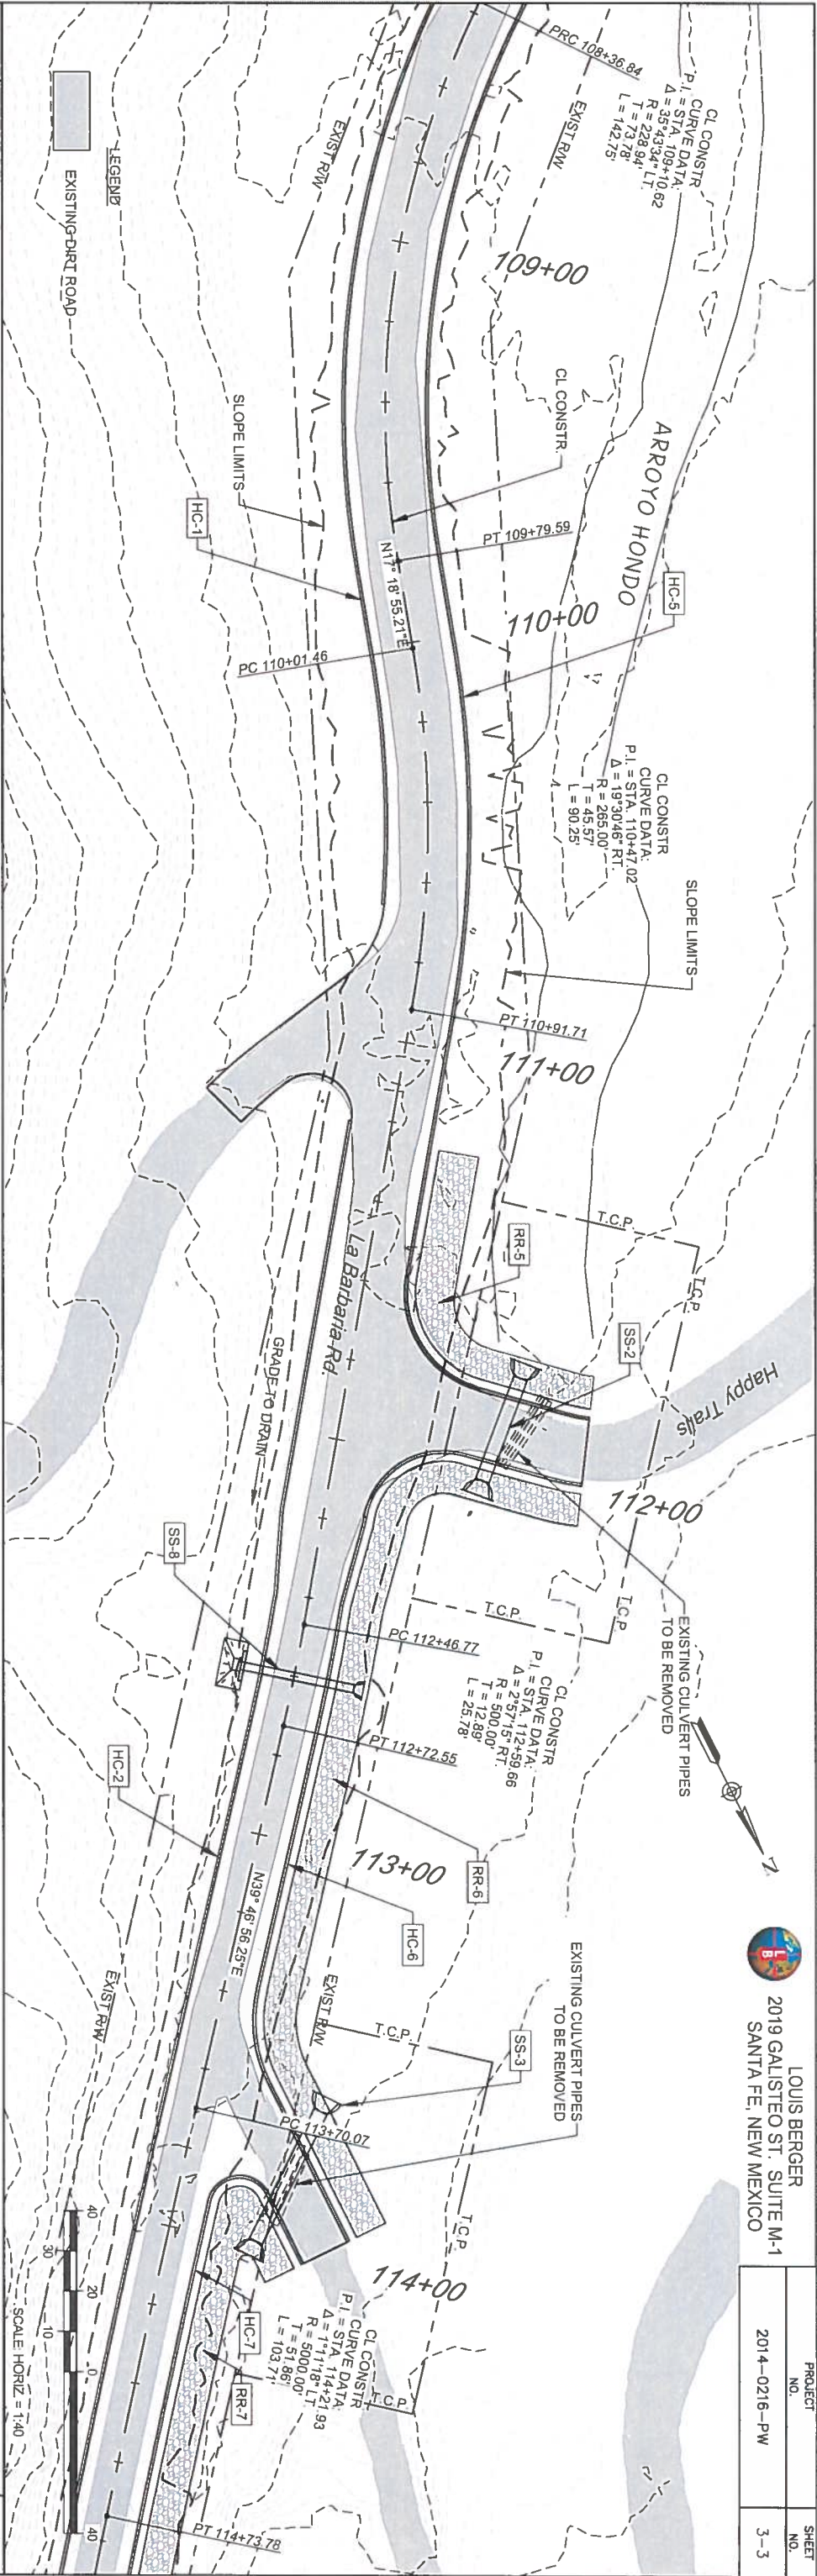 LOUIS BERGER
2019 GALISTEO ST. SUITE M-1
SANTA FE, NEW MEXICO
L
B
PROJECT
NO.
2014-0216-PW
SHEET
NO.
3-3
PRC 108+36.84
CL CONSTR
CURVE DATA:
P.I. = STA. 109+10.62
Δ = 35°43'34" LT.
R = 228.94'
T = 73.78'
L = 142.75'
EXIST R/W
EXIST R/W
LEGEND
EXISTING DIRT ROAD
109+00
CL CONSTR.
ARROYO HONDO
SLOPE LIMITS
HC-1
PT 109+79.59
N17° 18' 55.21"E
110+00
HC-5
PC 110+01.46
CL CONSTR
CURVE DATA:
P.I. = STA. 110+47.02
Δ = 19°30'46" RT.
R = 265.00'
T = 45.57'
L = 90.25'
SLOPE LIMITS
PT 110+91.71
111+00
T.C.P.
T.C.P.
RR-5
SS-2
La Barbaria Rd.
Happy Trails
GRADE TO DRAIN
112+00
EXISTING CULVERT PIPES
TO BE REMOVED
T.C.P.
T.C.P.
SS-8
PC 112+46.77
CL CONSTR
CURVE DATA:
P.I. = STA. 112+59.66
Δ = 2°57'15" RT.
R = 500.00'
T = 12.89'
L = 25.78'
PT 112+72.55
HC-2
N
113+00
RR-6
HC-6
N39° 46' 56.25"E
EXIST R/W
EXIST R/W
EXISTING CULVERT PIPES
TO BE REMOVED
SS-3
T.C.P.
PC 113+70.07
T.C.P.
114+00
CL CONSTR
CURVE DATA:
P.I. = STA. 114+21.93
Δ = 1°11'18" LT.
R = 5000.00'
T = 51.86'
L = 103.71'
T.C.P.
HC-7
RR-7
PT 114+73.78
40
30
20
10
0
40
SCALE: HORIZ. = 1:40